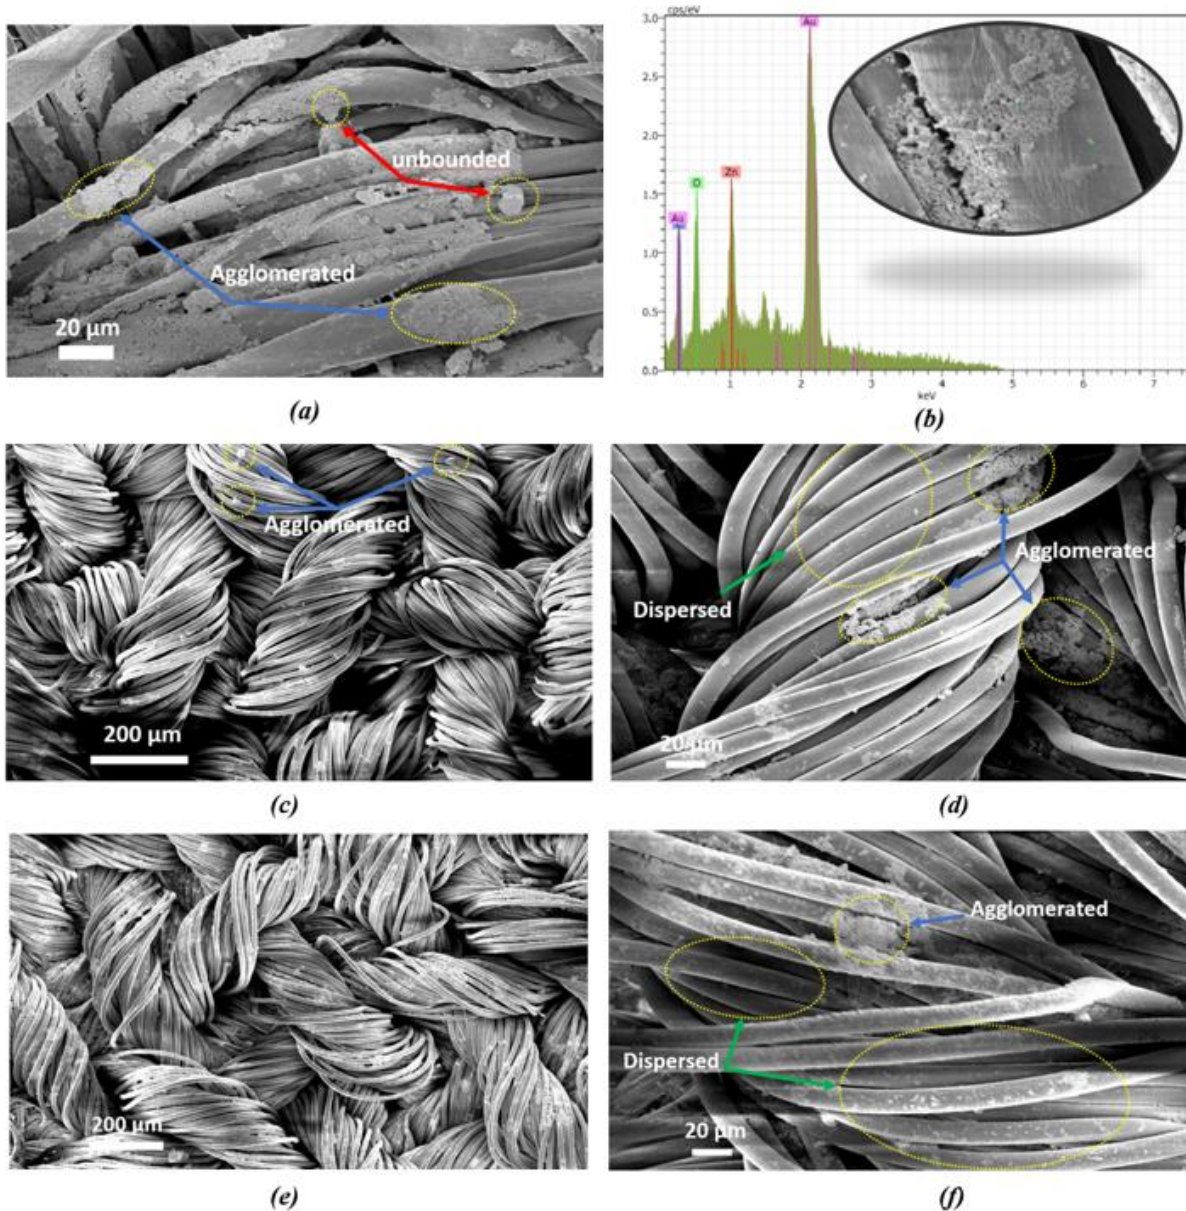 unbounded
Agglomerated
20 μm
(a)
cps/eV
3.0
2.5
2.0
1.5
1.0
0.5
0.0
Au
O
Zn
Au
1
2
3
4
5
6
7
keV
(b)
Agglomerated
200 μm
(c)
Agglomerated
Dispersed
20 μm
(d)
200 μm
(e)
Agglomerated
Dispersed
20 μm
(f)